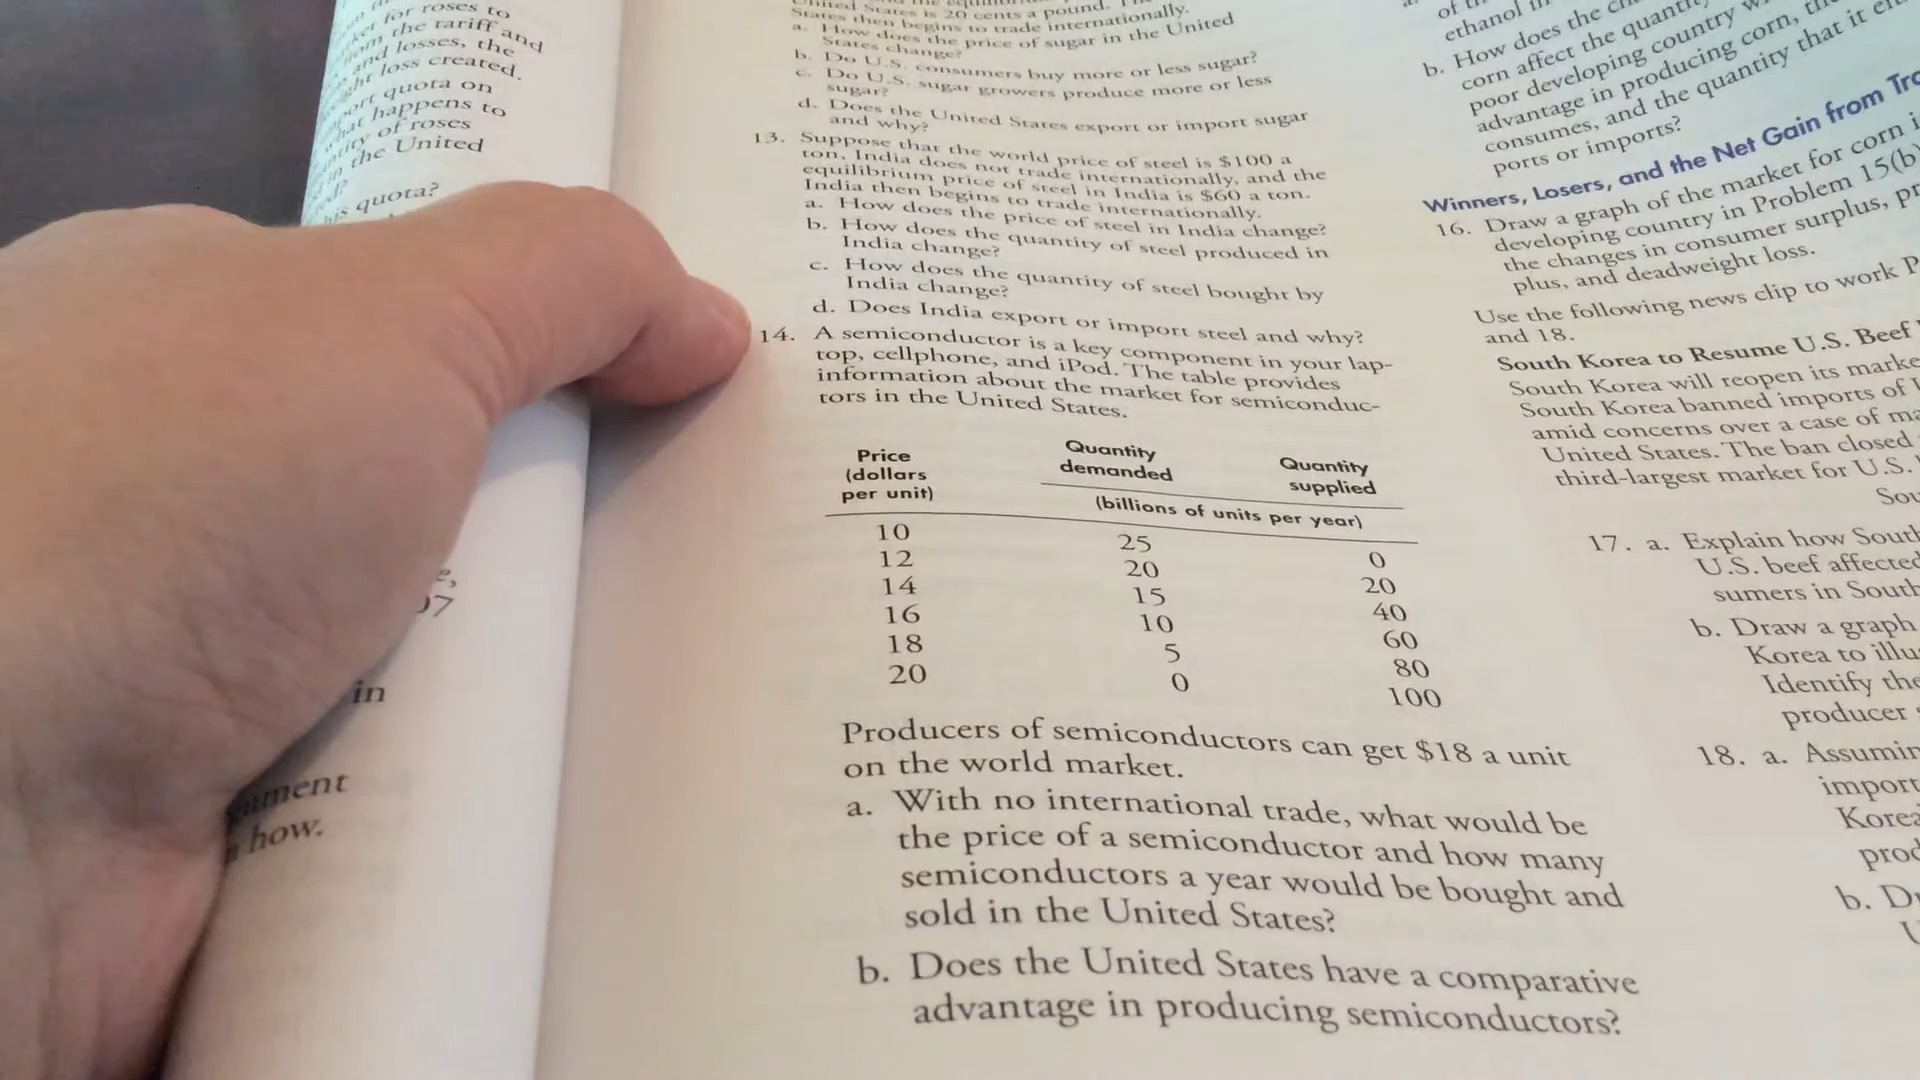 for roses to
the tariff and
and losses, the
loss created.
quota on
happens to
of roses
in the United
quota?
in
how.
United States is 20 cents a pound.
States then begins to trade internationally.
a. How does the price of sugar in the United
States change?
b. Do U.S. consumers buy more or less sugar?
c. Do U.S. sugar growers produce more or less
sugar?
d. Does the United States export or import sugar
and why?
13. Suppose that the world price of steel is $100 a
ton, India does not trade internationally, and the
equilibrium price of steel in India is $60 a ton.
India then begins to trade internationally.
a. How does the price of steel in India change?
b. How does the quantity of steel produced in
India change?
c. How does the quantity of steel bought by
India change?
d. Does India export or import steel and why?
14. A semiconductor is a key component in your lap-
top, cellphone, and iPod. The table provides
information about the market for semiconduc-
tors in the United States.
Price
(dollars
per unit)
Quantity
demanded
Quantity
supplied
(billions of units per year)
10 25 0
12 20 20
14 15 40
16 10 60
18 5 80
20 0 100
Producers of semiconductors can get $18 a unit
on the world market.
a. With no international trade, what would be
the price of a semiconductor and how many
semiconductors a year would be bought and
sold in the United States?
b. Does the United States have a comparative
advantage in producing semiconductors?
ethanol
b. How does the
corn affect the
poor developing country
advantage in producing corn,
consumes, and the quantity that it
ports or imports?
Winners, Losers, and the Net Gain from
16. Draw a graph of the market for corn
developing country in Problem 15(b)
the changes in consumer surplus,
plus, and deadweight loss.
Use the following news clip to work
and 18.
South Korea to Resume U.S. Beef
South Korea will reopen its
South Korea banned imports of
amid concerns over a case of
United States. The ban closed
third-largest market for U.S.
17. a. Explain how
U.S. beef
sumers in
b. Draw a graph
Korea to
Identify
producer
18. a.
b.